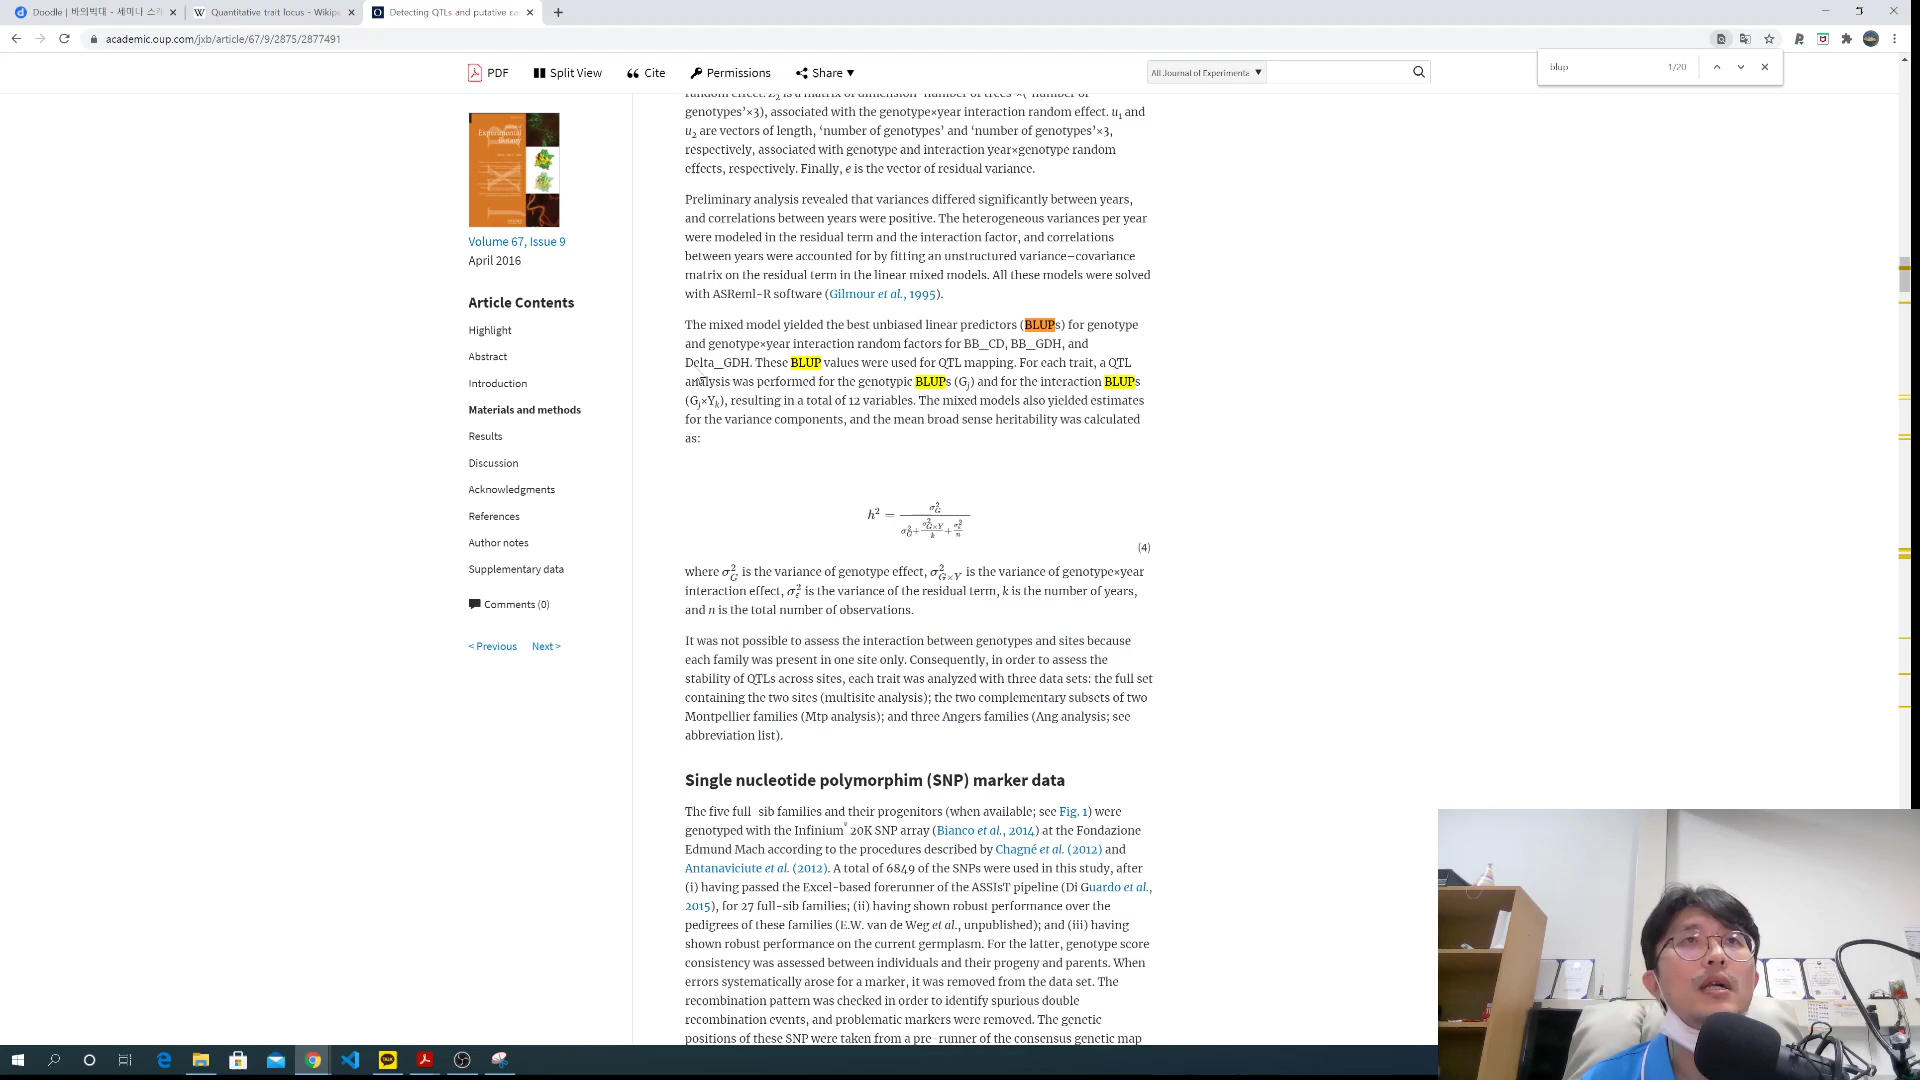 Doodle | 바의빅대 - 세미나 스케
Quantitative trait locus - Wikipe
Detecting QTLs and putative ca
academic.oup.com/jxb/article/67/9/2875/2877491
blup 1/20
PDF Split View Cite Permissions Share
All Journal of Experimenta
Volume 67, Issue 9
April 2016
Article Contents
Highlight
Abstract
Introduction
Materials and methods
Results
Discussion
Acknowledgments
References
Author notes
Supplementary data
Comments (0)
< Previous Next >
random effect. Z2 is a matrix of dimension 'number of trees'×('number of
genotypes'×3), associated with the genotype×year interaction random effect. u1 and
u2 are vectors of length, 'number of genotypes' and 'number of genotypes'×3,
respectively, associated with genotype and interaction year×genotype random
effects, respectively. Finally, e is the vector of residual variance.
Preliminary analysis revealed that variances differed significantly between years,
and correlations between years were positive. The heterogeneous variances per year
were modeled in the residual term and the interaction factor, and correlations
between years were accounted for by fitting an unstructured variance–covariance
matrix on the residual term in the linear mixed models. All these models were solved
with ASReml-R software (Gilmour et al., 1995).
The mixed model yielded the best unbiased linear predictors (BLUPs) for genotype
and genotype×year interaction random factors for BB_CD, BB_GDH, and
Delta_GDH. These BLUP values were used for QTL mapping. For each trait, a QTL
analysis was performed for the genotypic BLUPs (Gj) and for the interaction BLUPs
(Gj×Yk), resulting in a total of 12 variables. The mixed models also yielded estimates
for the variance components, and the mean broad sense heritability was calculated
as:
h² = σ²G / (σ²G + σ²G×Y/k + σ²ε/n)
(4)
where σ²G is the variance of genotype effect, σ²G×Y is the variance of genotype×year
interaction effect, σ²ε is the variance of the residual term, k is the number of years,
and n is the total number of observations.
It was not possible to assess the interaction between genotypes and sites because
each family was present in one site only. Consequently, in order to assess the
stability of QTLs across sites, each trait was analyzed with three data sets: the full set
containing the two sites (multisite analysis); the two complementary subsets of two
Montpellier families (Mtp analysis); and three Angers families (Ang analysis; see
abbreviation list).
Single nucleotide polymorphim (SNP) marker data
The five full-sib families and their progenitors (when available; see Fig. 1) were
genotyped with the Infinium® 20K SNP array (Bianco et al., 2014) at the Fondazione
Edmund Mach according to the procedures described by Chagné et al. (2012) and
Antanaviciute et al. (2012). A total of 6849 of the SNPs were used in this study, after
(i) having passed the Excel-based forerunner of the ASSIsT pipeline (Di Guardo et al.,
2015), for 27 full-sib families; (ii) having shown robust performance over the
pedigrees of these families (E.W. van de Weg et al., unpublished); and (iii) having
shown robust performance on the current germplasm. For the latter, genotype score
consistency was assessed between individuals and their progeny and parents. When
errors systematically arose for a marker, it was removed from the data set. The
recombination pattern was checked in order to identify spurious double
recombination events, and problematic markers were removed. The genetic
positions of these SNP were taken from a pre-runner of the consensus genetic map